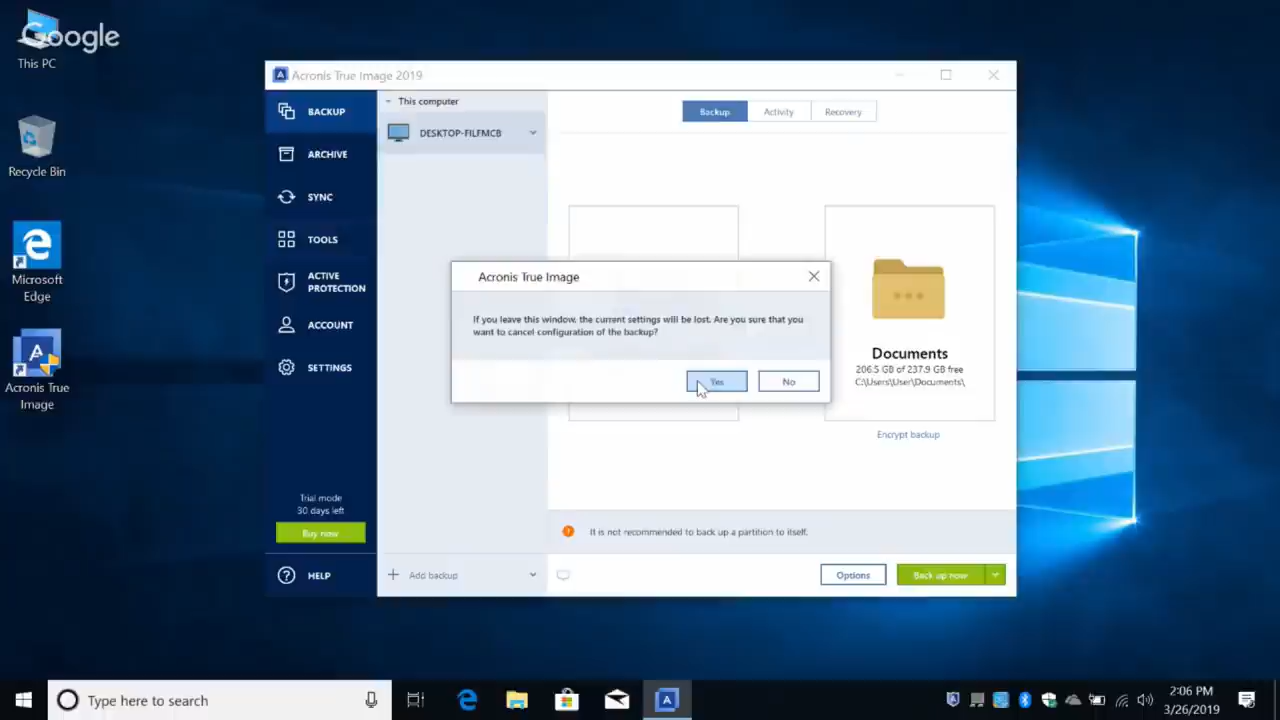 Google
This PC
Recycle Bin
Microsoft
Edge
Acronis True
Image
Acronis True Image 2019
BACKUP
ARCHIVE
SYNC
TOOLS
ACTIVE
PROTECTION
ACCOUNT
SETTINGS
Trial mode
30 days left
Buy now
HELP
This computer
DESKTOP-FILFMCB
Add backup
Backup
Activity
Recovery
Acronis True Image
If you leave this window, the current settings will be lost. Are you sure that you
want to cancel configuration of the backup?
Yes
No
Documents
206.5 GB of 237.9 GB free
C:\Users\User\Documents\
Encrypt backup
It is not recommended to back up a partition to itself.
Options
Back up now
Type here to search
2:06 PM
3/26/2019